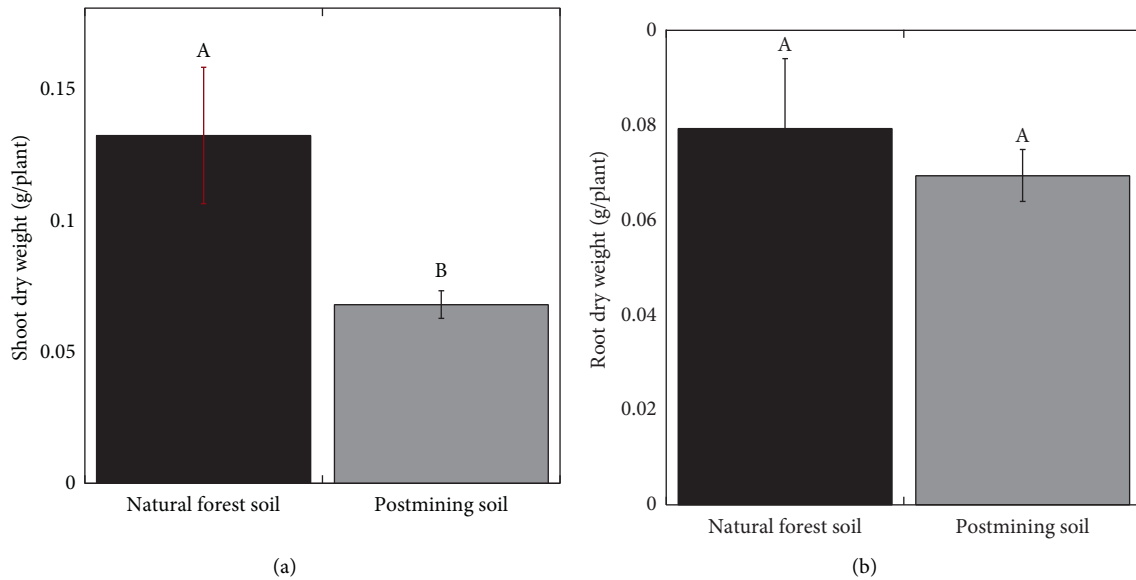 Shoot dry weight (g/plant)
0.15
0.1
0.05
0
A
B
Natural forest soil
Postmining soil
(a)
Root dry weight (g/plant)
0
0.08
0.06
0.04
0.02
0
A
A
Natural forest soil
Postmining soil
(b)